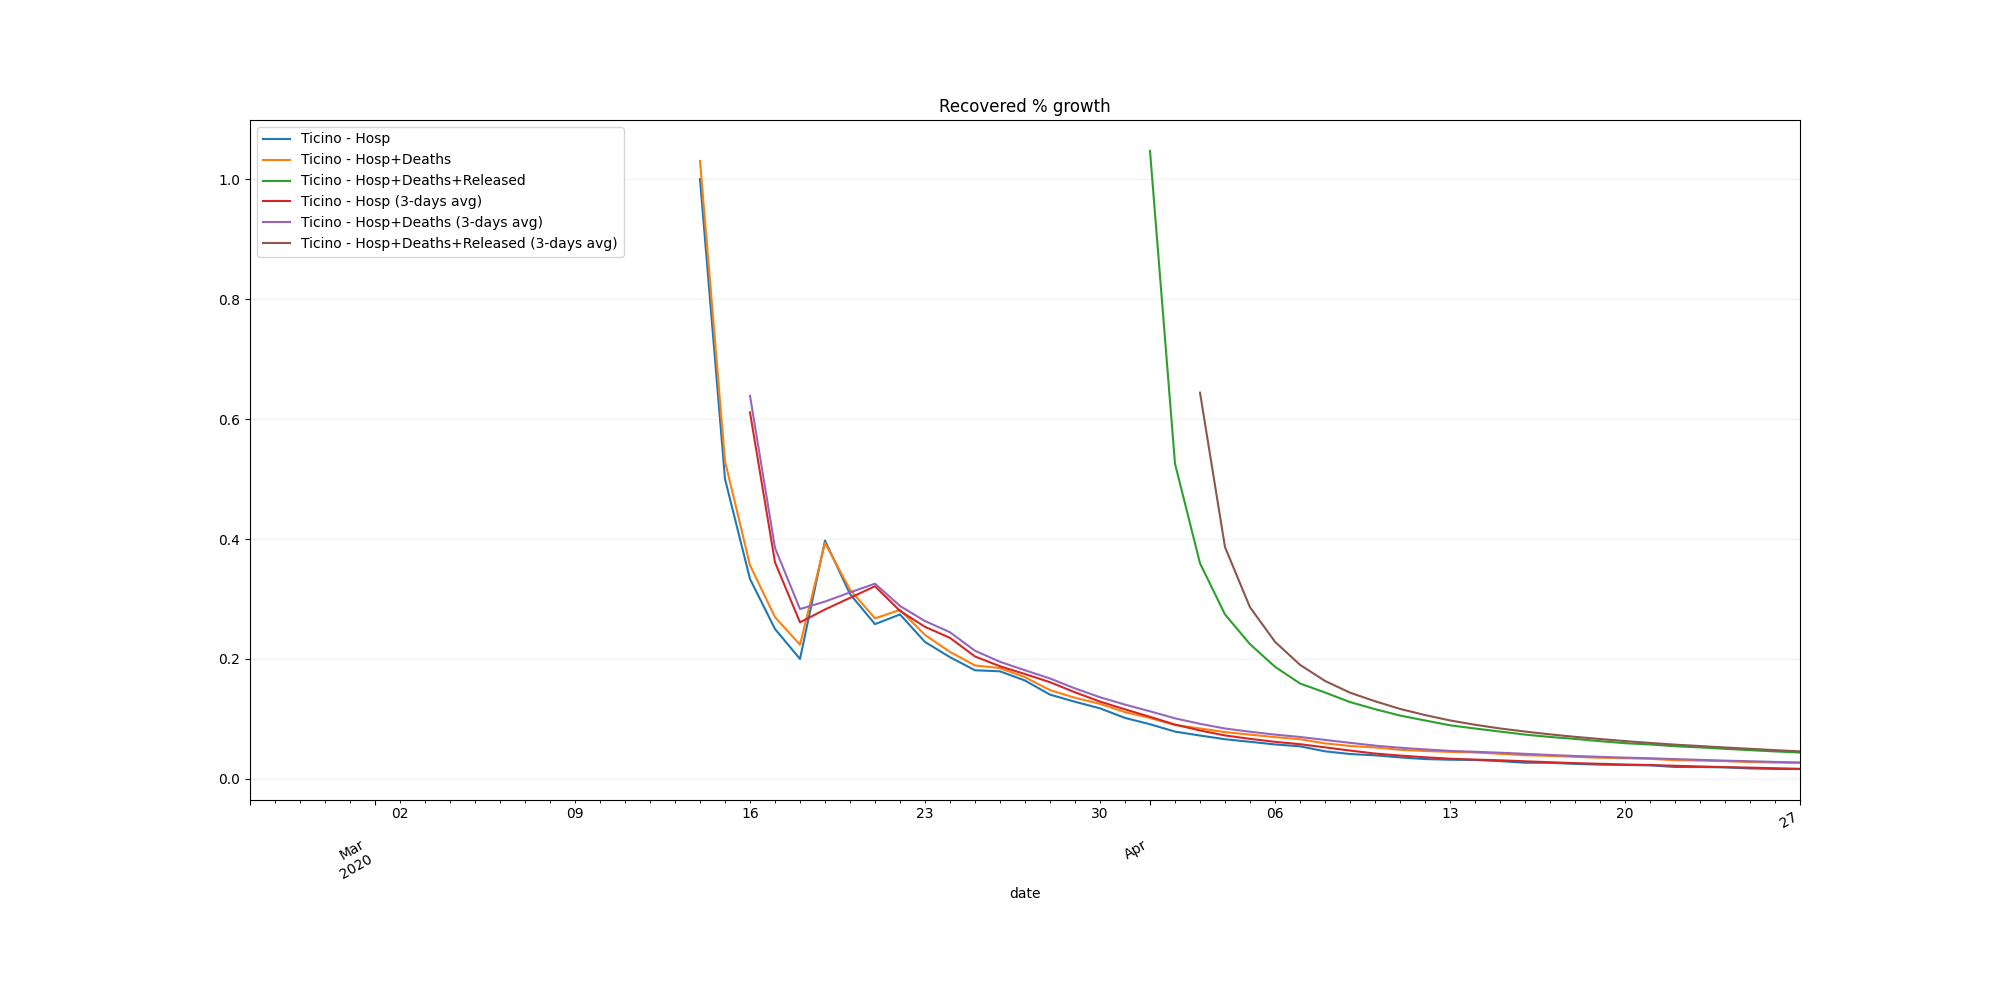 Recovered % growth
Ticino - Hosp
Ticino - Hosp+Deaths
Ticino - Hosp+Deaths+Released
Ticino - Hosp (3-days avg)
Ticino - Hosp+Deaths (3-days avg)
Ticino - Hosp+Deaths+Released (3-days avg)
1.0
0.8
0.6
0.4
0.2
0.0
02 09 16 23 30 06 13 20 27
Mar Apr
2020
date